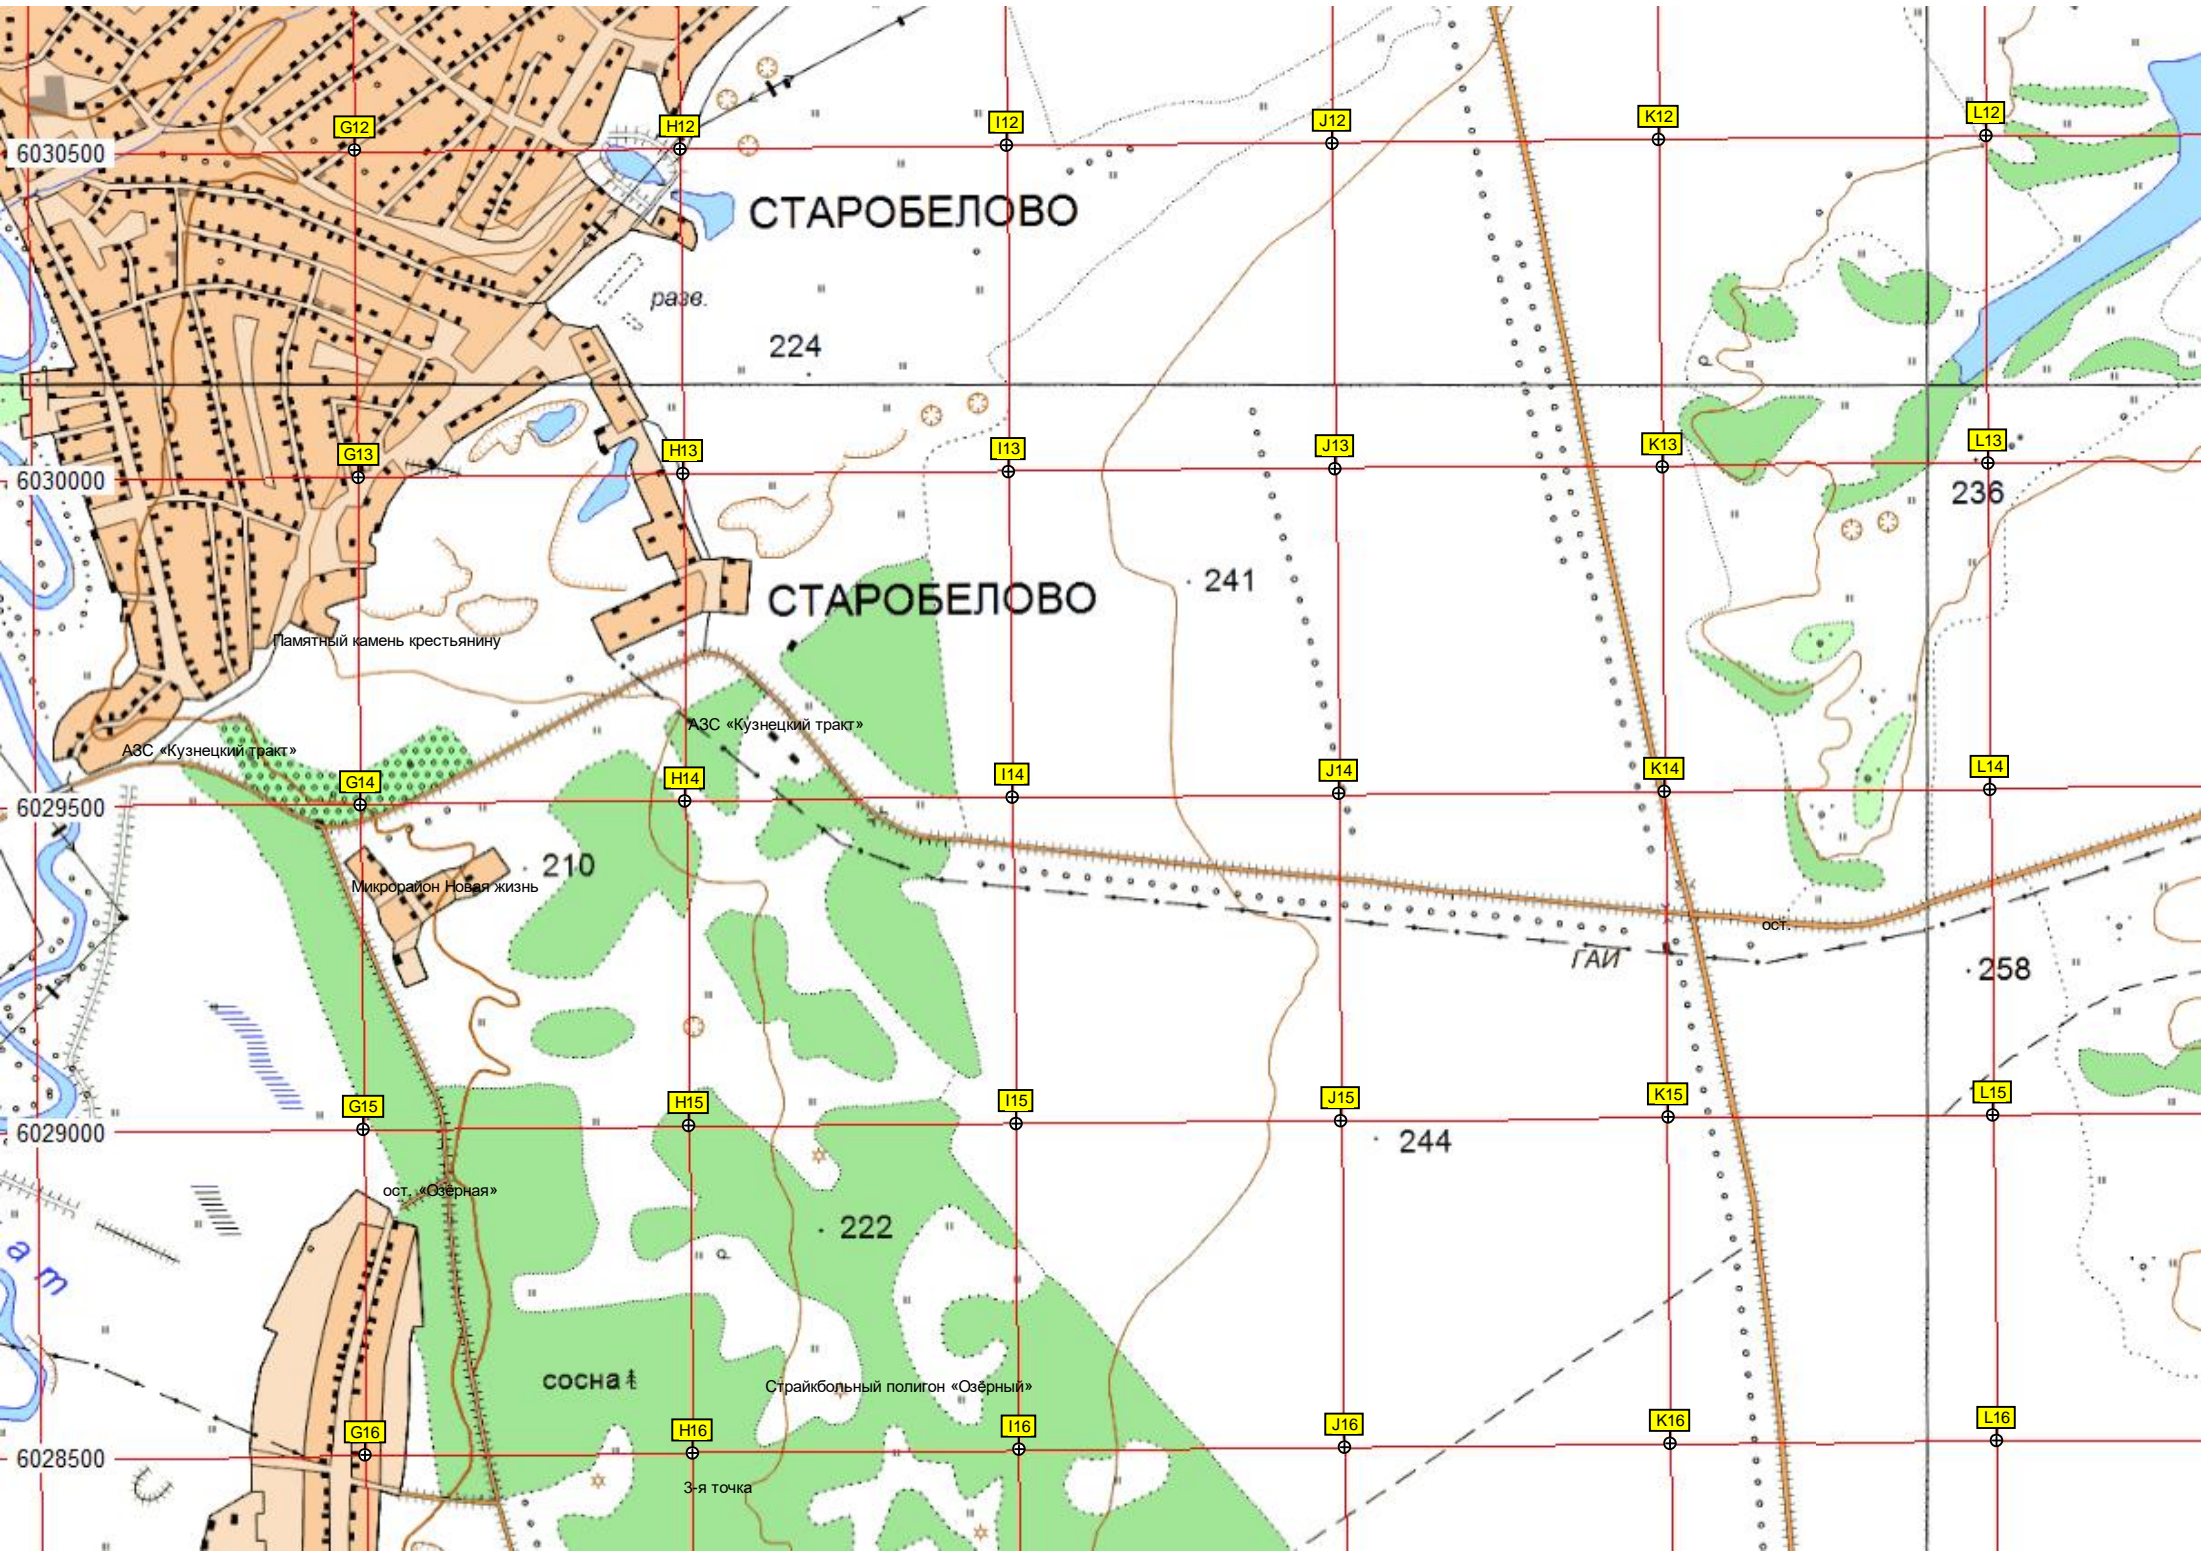 G12
H12
I12
J12
K12
L12
6030500
СТАРОБЕЛОВО
разв.
224
G13
H13
I13
J13
K13
L13
6030000
236
241
СТАРОБЕЛОВО
Памятный камень крестьянину
АЗС «Кузнецкий тракт»
АЗС «Кузнецкий тракт»
G14
H14
I14
J14
K14
L14
6029500
210
Микрорайон Новая жизнь
ост.
ГАИ
258
G15
H15
I15
J15
K15
L15
6029000
244
ост. «Озёрная»
222
а т
сосна
Страйкбольный полигон «Озёрный»
G16
H16
I16
J16
K16
L16
6028500
3-я точка